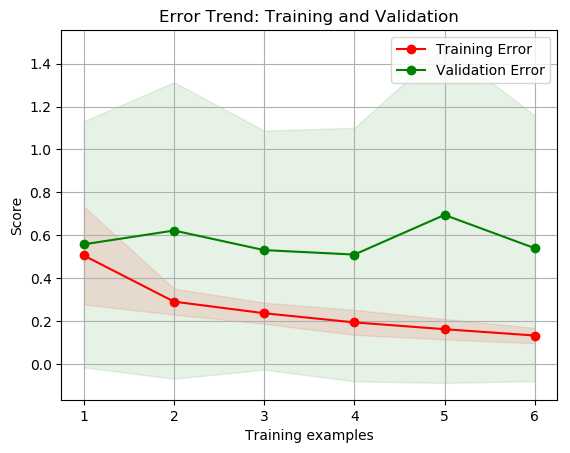 Error Trend: Training and Validation
Training Error
Validation Error
Score
1.4
1.2
1.0
0.8
0.6
0.4
0.2
0.0
1 2 3 4 5 6
Training examples